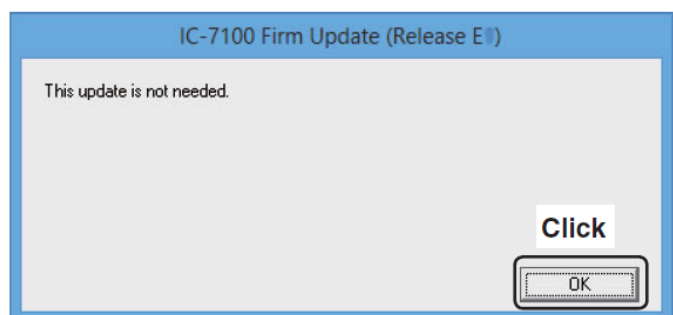 IC-7100 Firm Update (Release E )
This update is not needed.
Click
OK